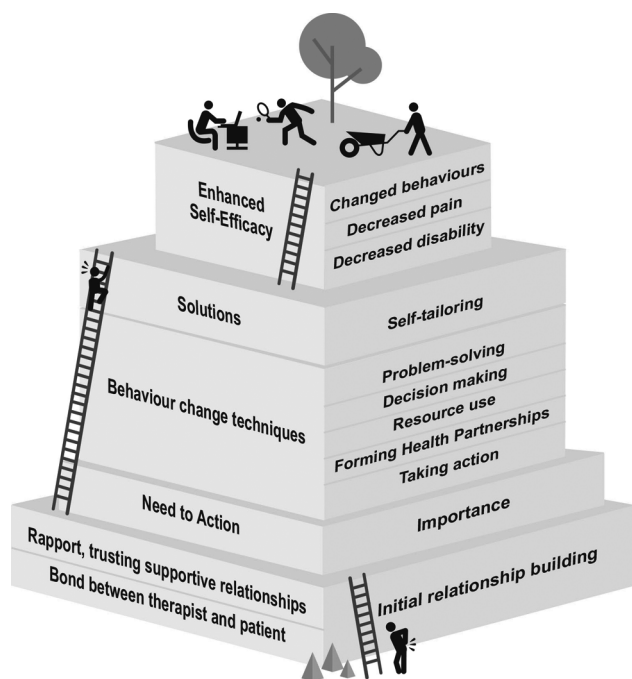 Enhanced
Self-Efficacy
Changed behaviours
Decreased pain
Decreased disability
Solutions
Self-tailoring
Behaviour change techniques
Problem-solving
Decision making
Resource use
Forming Health Partnerships
Taking action
Need to Action
Importance
Rapport, trusting supportive relationships
Bond between therapist and patient
Initial relationship building